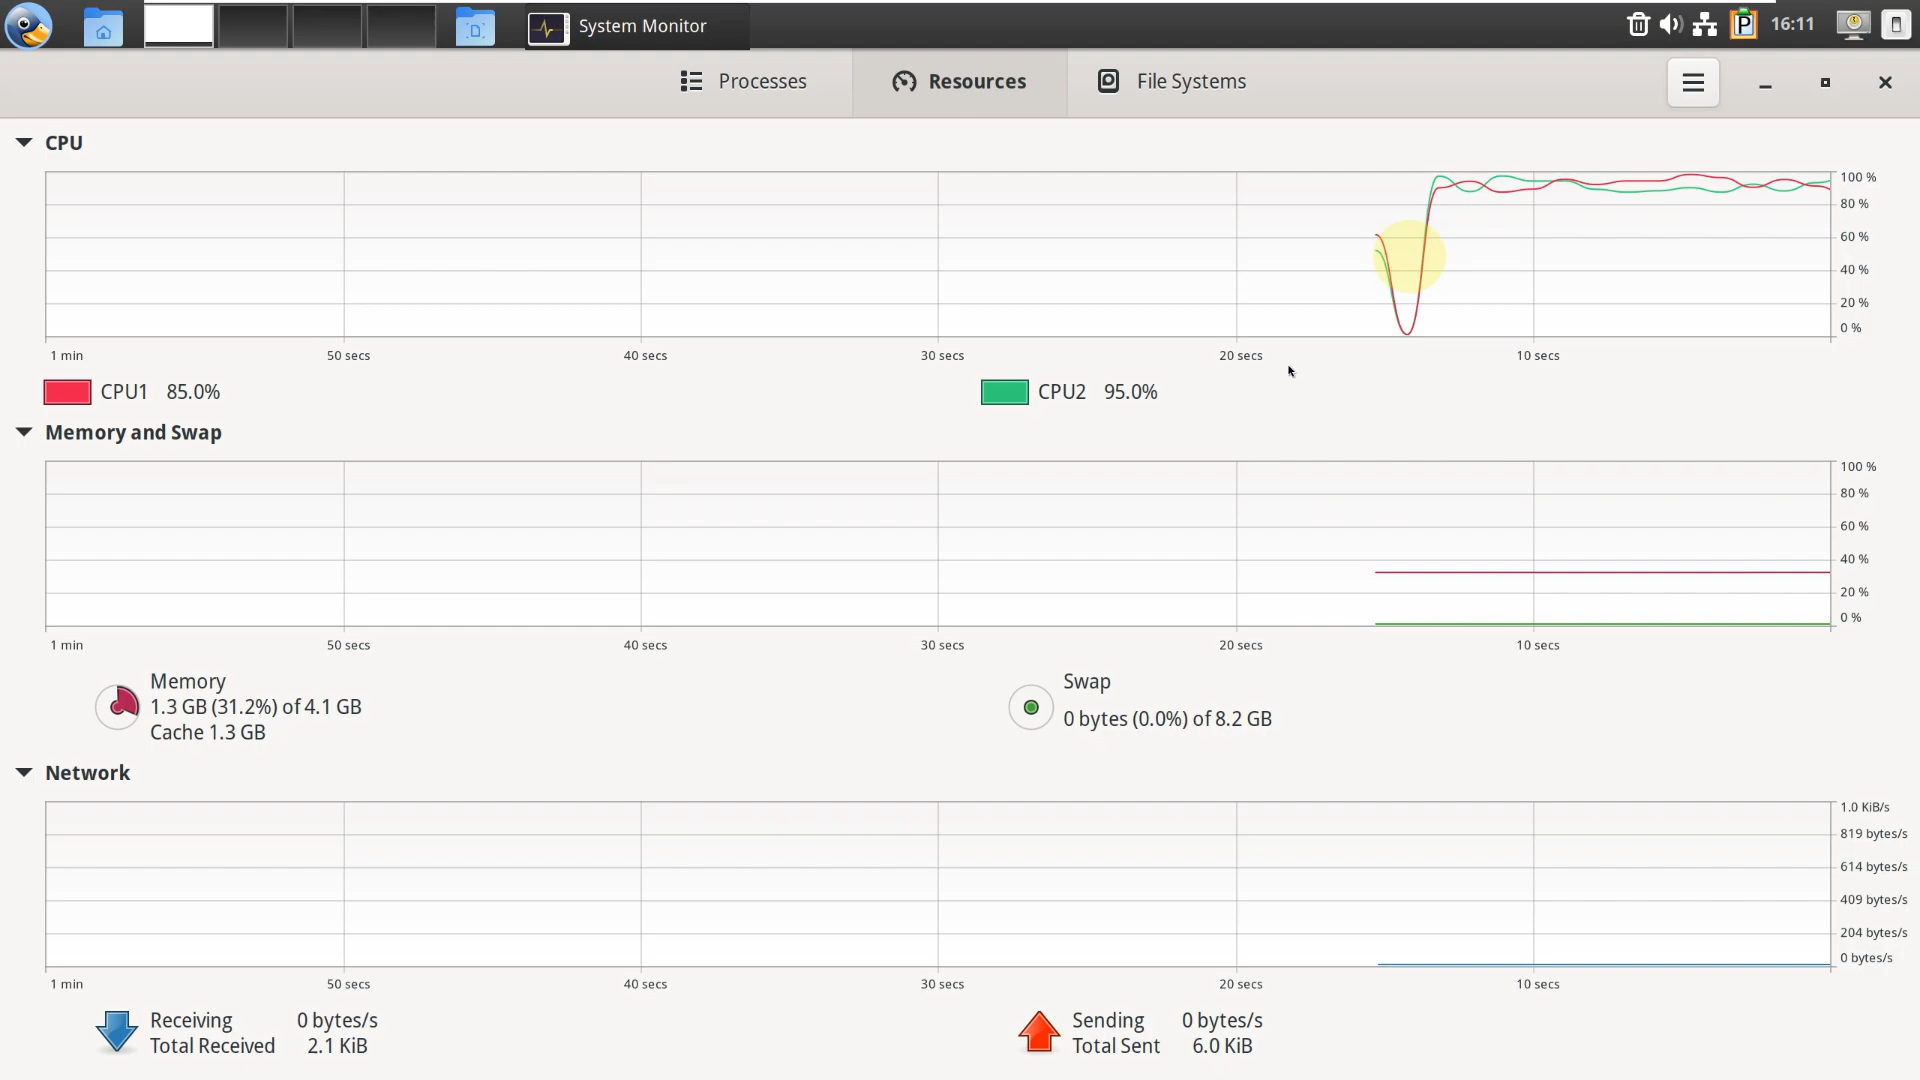 System Monitor
P
16:11
Processes
Resources
File Systems
CPU
100 %
80 %
60 %
40 %
20 %
0 %
1 min
50 secs
40 secs
30 secs
20 secs
10 secs
CPU1 85.0%
CPU2 95.0%
Memory and Swap
100 %
80 %
60 %
40 %
20 %
0 %
1 min
50 secs
40 secs
30 secs
20 secs
10 secs
Memory
1.3 GB (31.2%) of 4.1 GB
Cache 1.3 GB
Swap
0 bytes (0.0%) of 8.2 GB
Network
1.0 KiB/s
819 bytes/s
614 bytes/s
409 bytes/s
204 bytes/s
0 bytes/s
1 min
50 secs
40 secs
30 secs
20 secs
10 secs
Receiving 0 bytes/s
Total Received 2.1 KiB
Sending 0 bytes/s
Total Sent 6.0 KiB